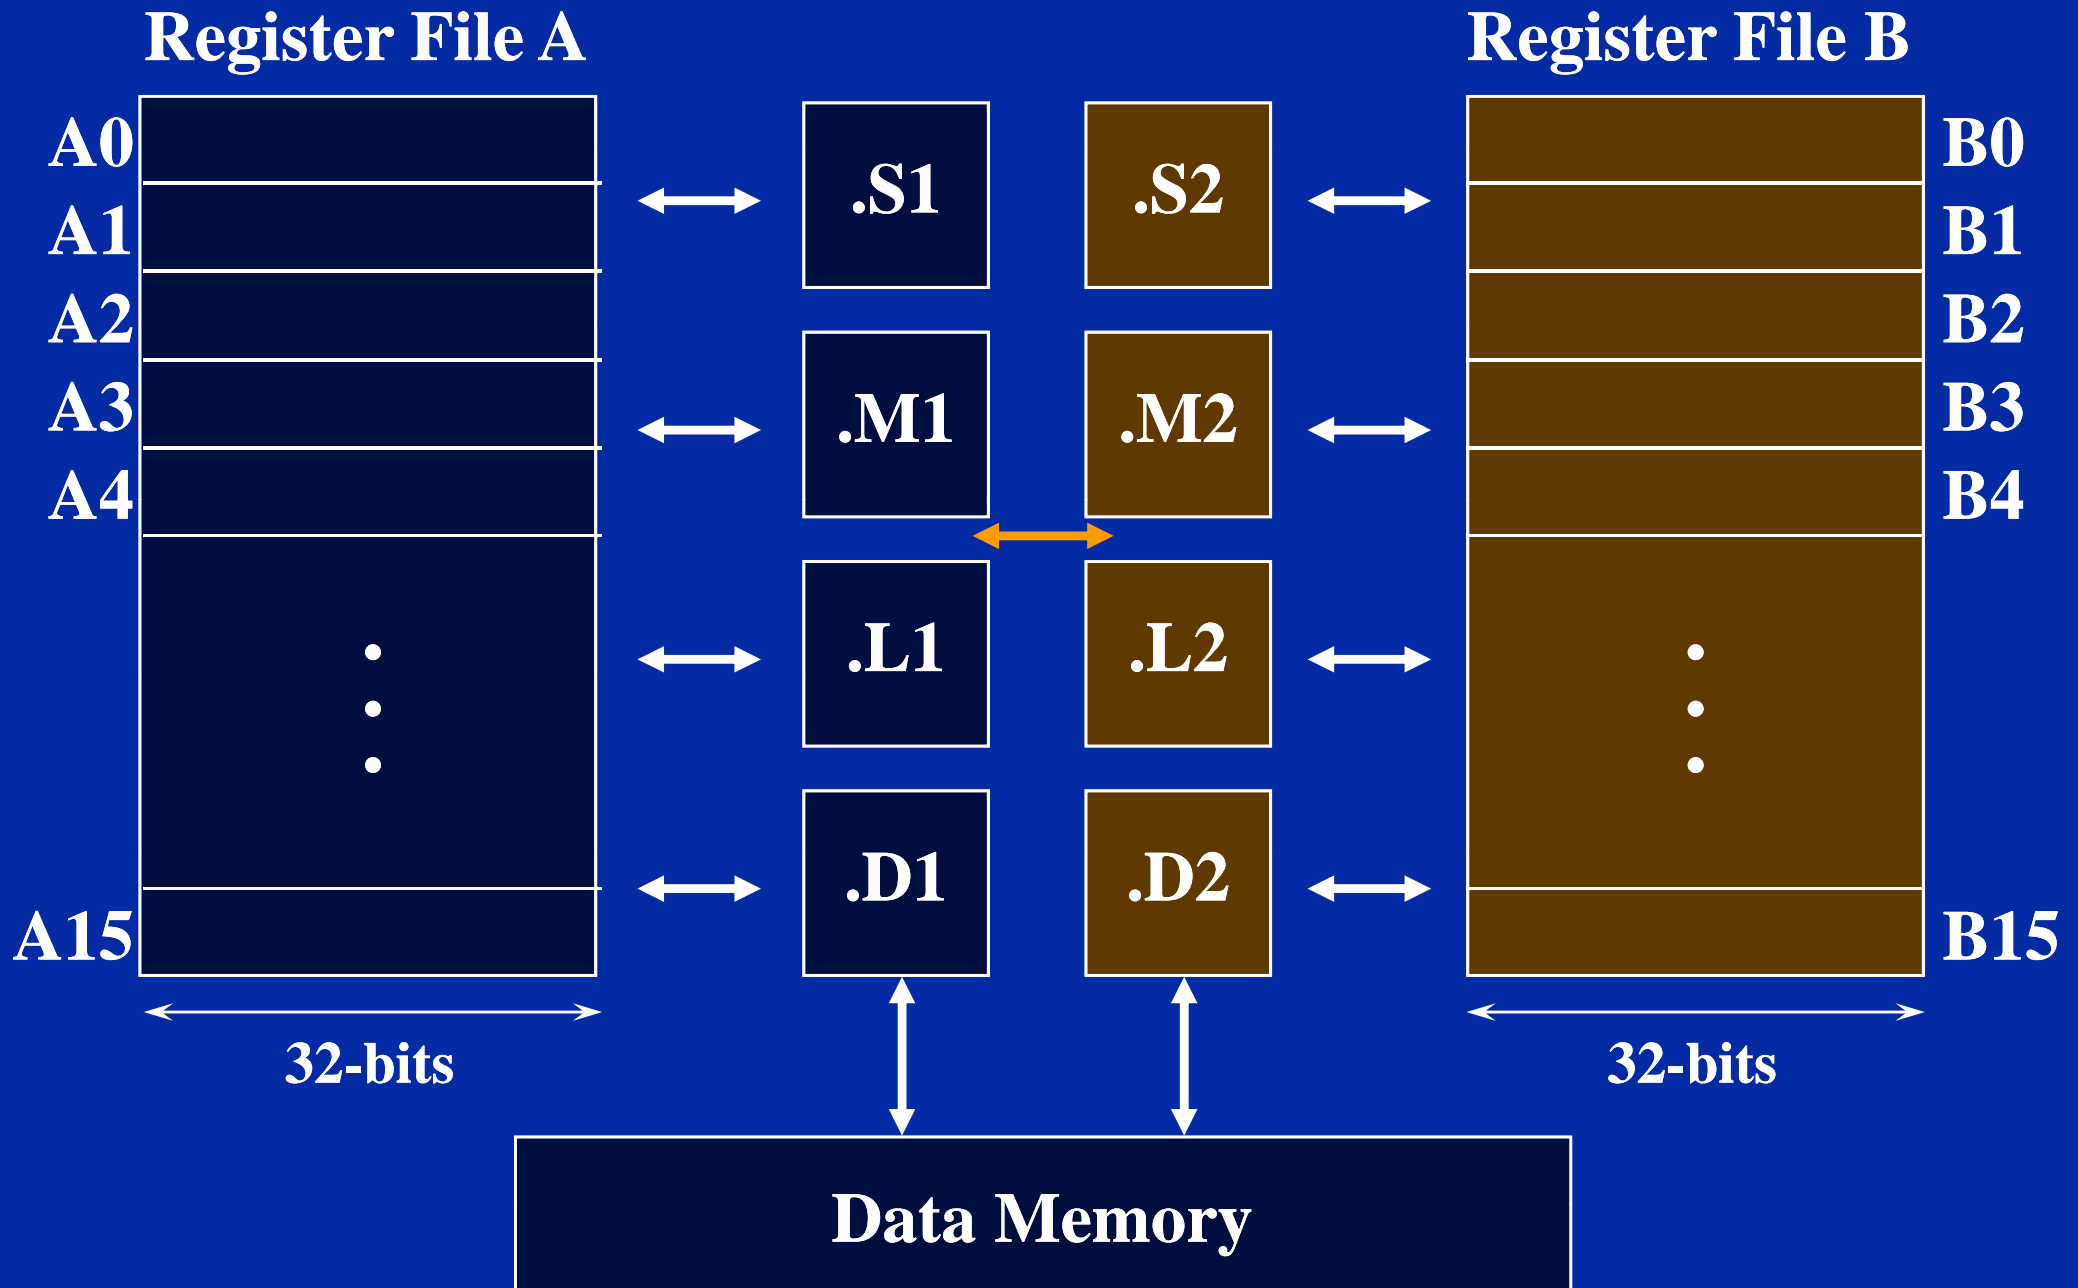 Register File A
Register File B
A0
.S1
.S2
B0
A1
B1
A2
B2
A3
.M1
.M2
B3
A4
B4
.L1
.L2
.D1
.D2
A15
B15
32-bits
32-bits
Data Memory